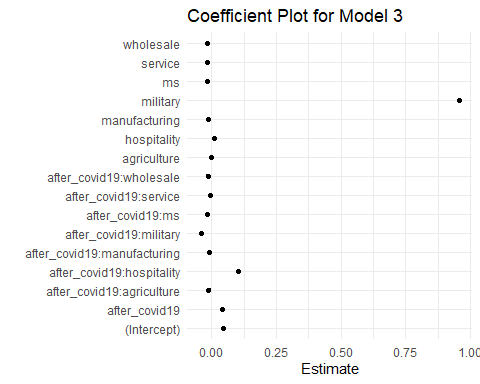 Coefficient Plot for Model 3
wholesale
service
ms
military
manufacturing
hospitality
agriculture
after_covid19:wholesale
after_covid19:service
after_covid19:ms
after_covid19:military
after_covid19:manufacturing
after_covid19:hospitality
after_covid19:agriculture
after_covid19
(Intercept)
0.00 0.25 0.50 0.75 1.00
Estimate